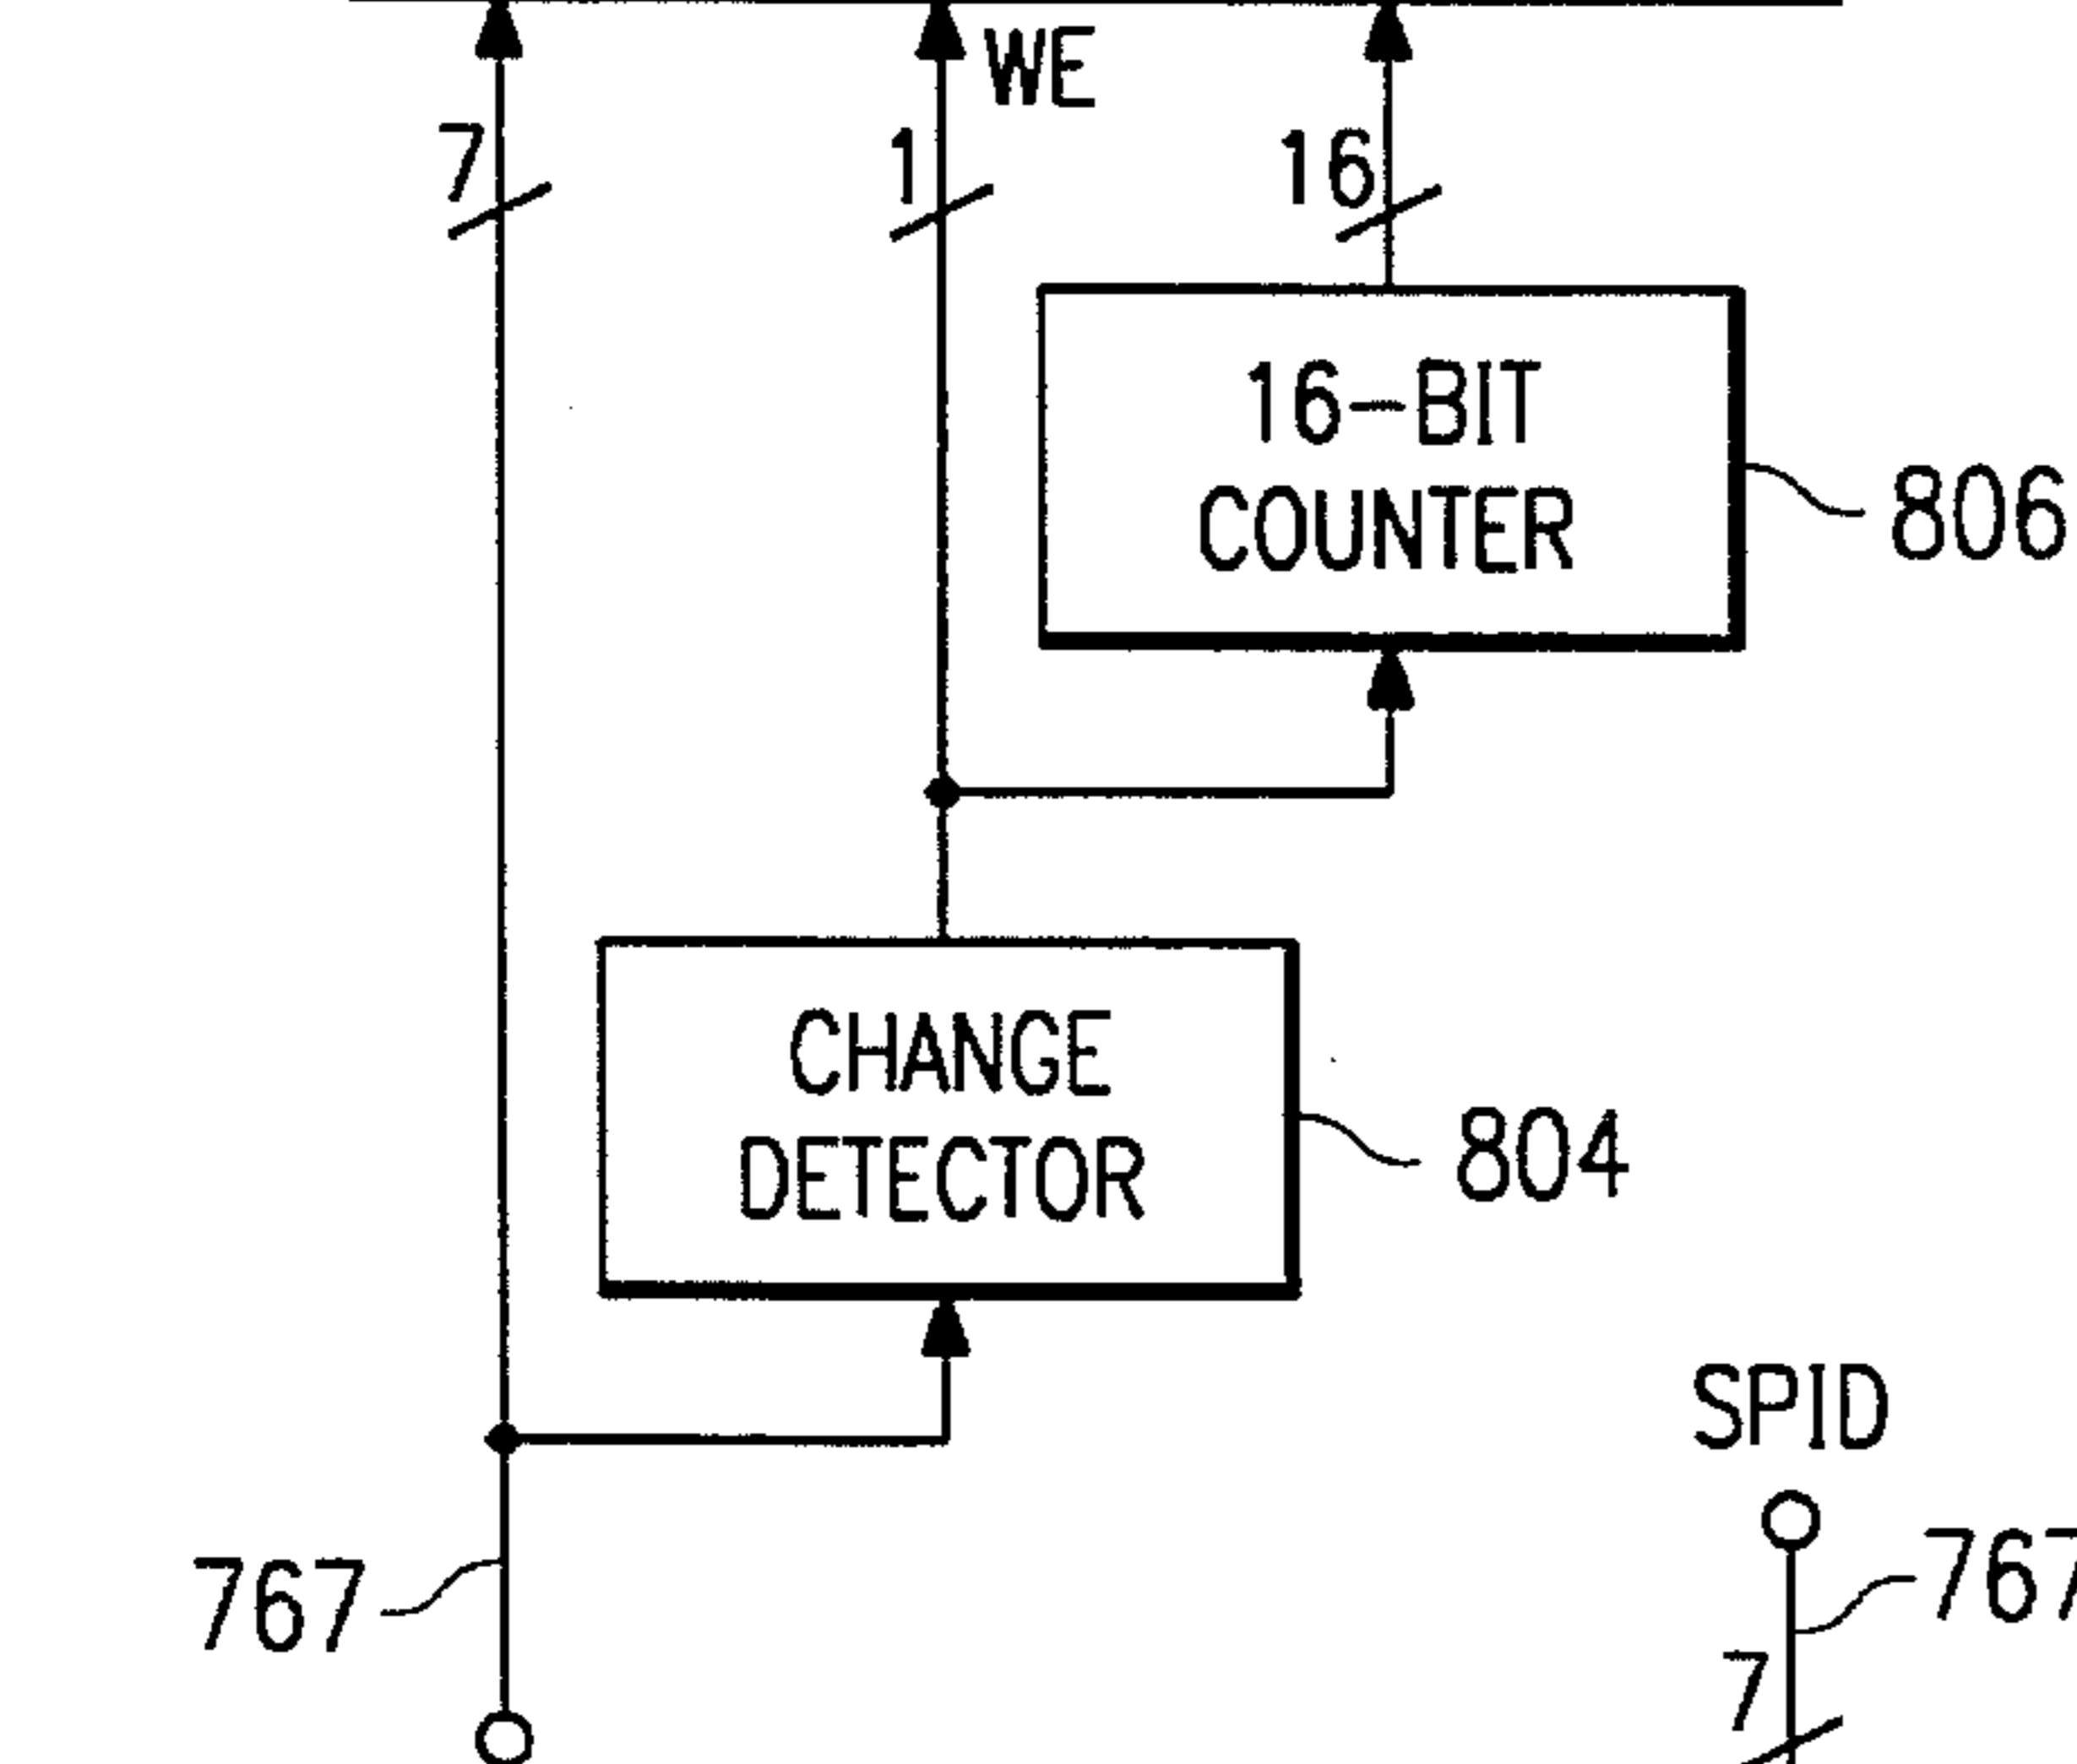 WE
7
1
16
16-BIT
COUNTER
806
CHANGE
DETECTOR
804
SPID
767
767
7